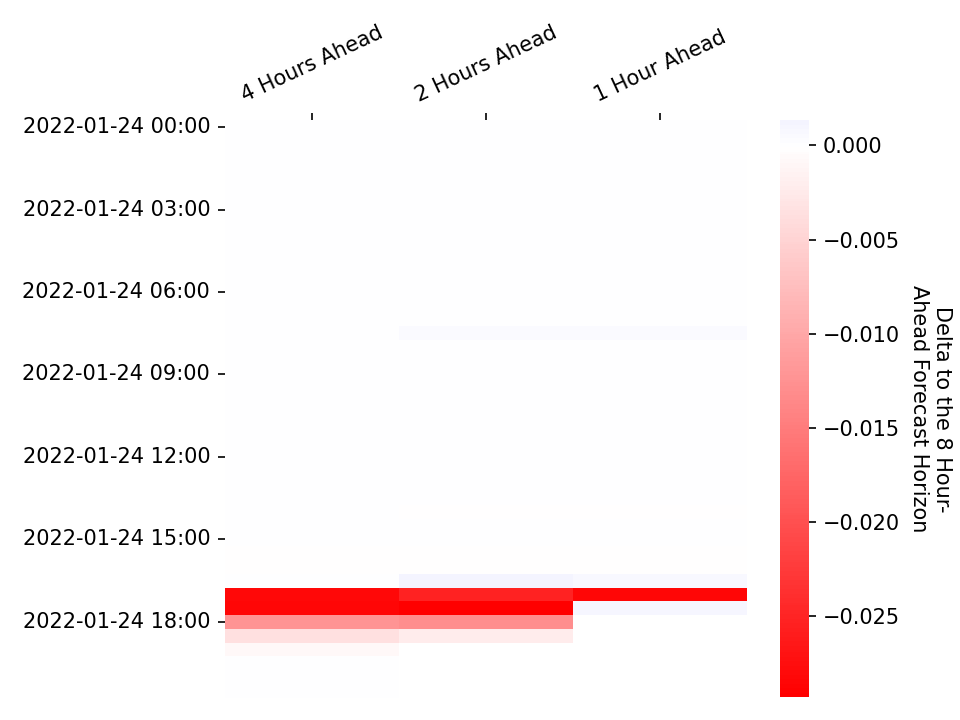 4 Hours Ahead
2 Hours Ahead
1 Hour Ahead
2022-01-24 00:00
2022-01-24 03:00
2022-01-24 06:00
2022-01-24 09:00
2022-01-24 12:00
2022-01-24 15:00
2022-01-24 18:00
0.000
−0.005
−0.010
−0.015
−0.020
−0.025
Delta to the 8 Hour-
Ahead Forecast Horizon